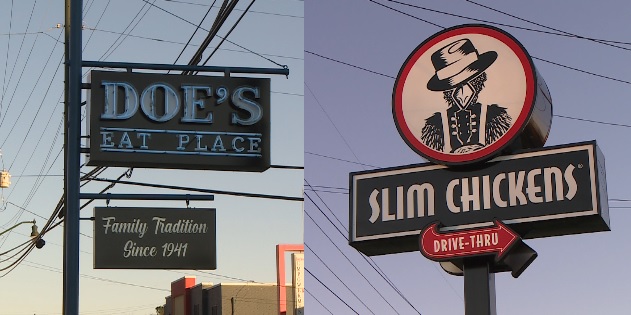 DOE'S
EAT PLACE
Family Tradition
Since 1941
SLIM CHICKENS®
DRIVE-THRU